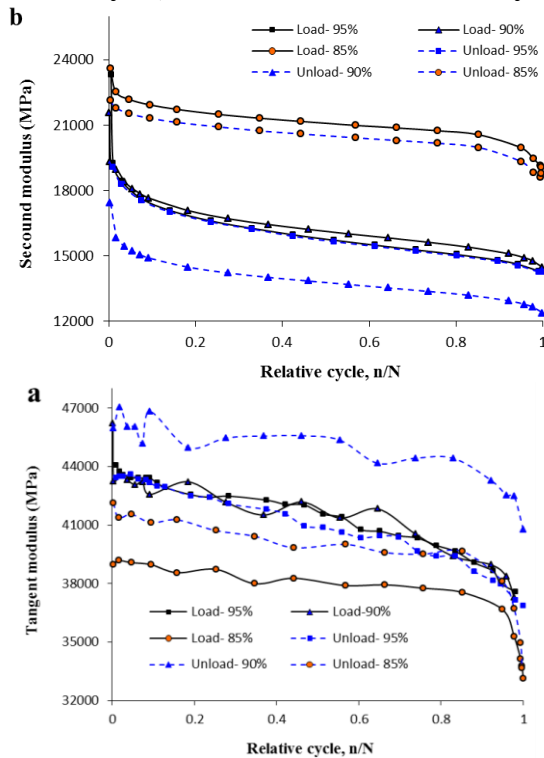 b
Load- 95%
Load- 90%
Load- 85%
Unload- 95%
Unload- 90%
Unload- 85%
24000
21000
18000
15000
12000
Secound modulus (MPa)
0
0.2
0.4
0.6
0.8
1
Relative cycle, n/N
a
47000
44000
41000
38000
35000
32000
Tangent modulus (MPa)
Load- 95%
Load-90%
Load- 85%
Unload- 95%
Unload- 90%
Unload- 85%
0
0.2
0.4
0.6
0.8
1
Relative cycle, n/N